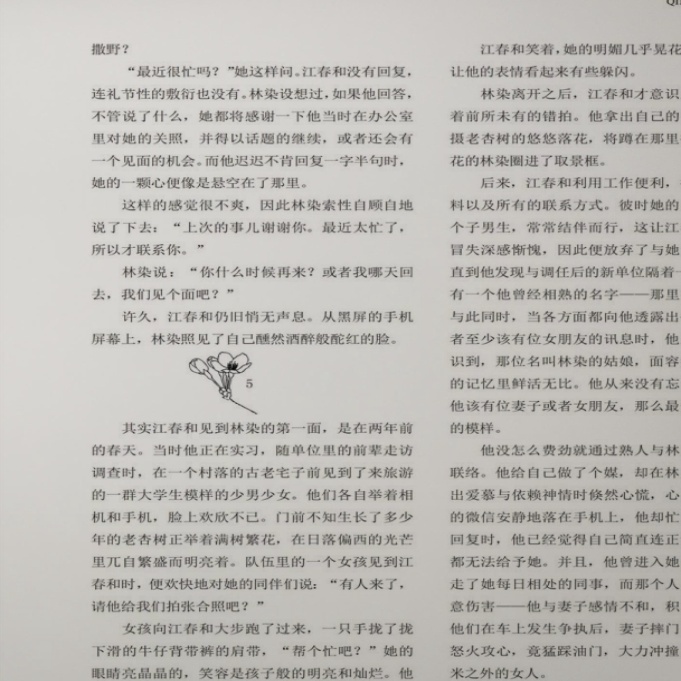 QI
撒野？
“最近很忙吗？”她这样问。江春和没有回复，
连礼节性的敷衍也没有。林染设想过，如果他回答，
不管说了什么，她都将感谢一下他当时在办公室
里对她的关照，并得以话题的继续，或者还会有
一个见面的机会。而他迟迟不肯回复一字半句时，
她的一颗心便像是悬空在了那里。
这样的感觉很不爽，因此林染索性自顾自地
说了下去：“上次的事儿谢谢你。最近太忙了，
所以才联系你。”
林染说：“你什么时候再来？或者我哪天回
去，我们见个面吧？”
许久，江春和仍旧悄无声息。从黑屏的手机
屏幕上，林染照见了自己醺然酒醉般酡红的脸。
5
其实江春和见到林染的第一面，是在两年前
的春天。当时他正在实习，随单位里的前辈走访
调查时，在一个村落的古老宅子前见到了来旅游
的一群大学生模样的少男少女。他们各自举着相
机和手机，脸上欢欣不已。门前不知生长了多少
年的老杏树正举着满树繁花，在日落偏西的光芒
里兀自繁盛而明亮着。队伍里的一个女孩见到江
春和时，便欢快地对她的同伴们说：“有人来了，
请他给我们拍张合照吧？”
女孩向江春和大步跑了过来，一只手拢了拢
下滑的牛仔背带裤的肩带，“帮个忙吧？”她的
眼睛亮晶晶的，笑容是孩子般的明亮和灿烂。他
江春和笑着，她的明媚几乎晃花
让他的表情看起来有些躲闪。
林染离开之后，江春和才意识
着前所未有的错拍。他拿出自己的
摄老杏树的悠悠落花，将蹲在那里
花的林染圈进了取景框。
后来，江春和利用工作便利，
料以及所有的联系方式。彼时她的
个子男生，常常结伴而行，这让江
冒失深感惭愧，因此便放弃了与她
直到他发现与调任后的新单位隔着一
有一个他曾经相熟的名字——那里
与此同时，当各方面都向他透露出
者至少该有位女朋友的讯息时，他
识到，那位名叫林染的姑娘，面容
的记忆里鲜活无比。他从来没有忘
他该有位妻子或者女朋友，那么最
的模样。
他没怎么费劲就通过熟人与林
联络。他给自己做了个媒，却在林
出爱慕与依赖神情时倏然心慌，心
的微信安静地落在手机上，他却忙
回复时，他已经觉得自己简直连正
都无法给予她。并且，他曾进入她
走了她每日相处的同事，而那个人
意伤害——他与妻子感情不和，积
他们在车上发生争执后，妻子摔门
怒火攻心，竟猛踩油门，大力冲撞
米之外的女人。